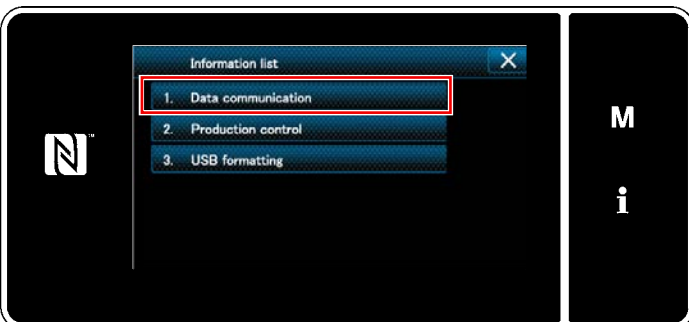 Information list
1. Data communication
2. Production control
3. USB formatting
M
i